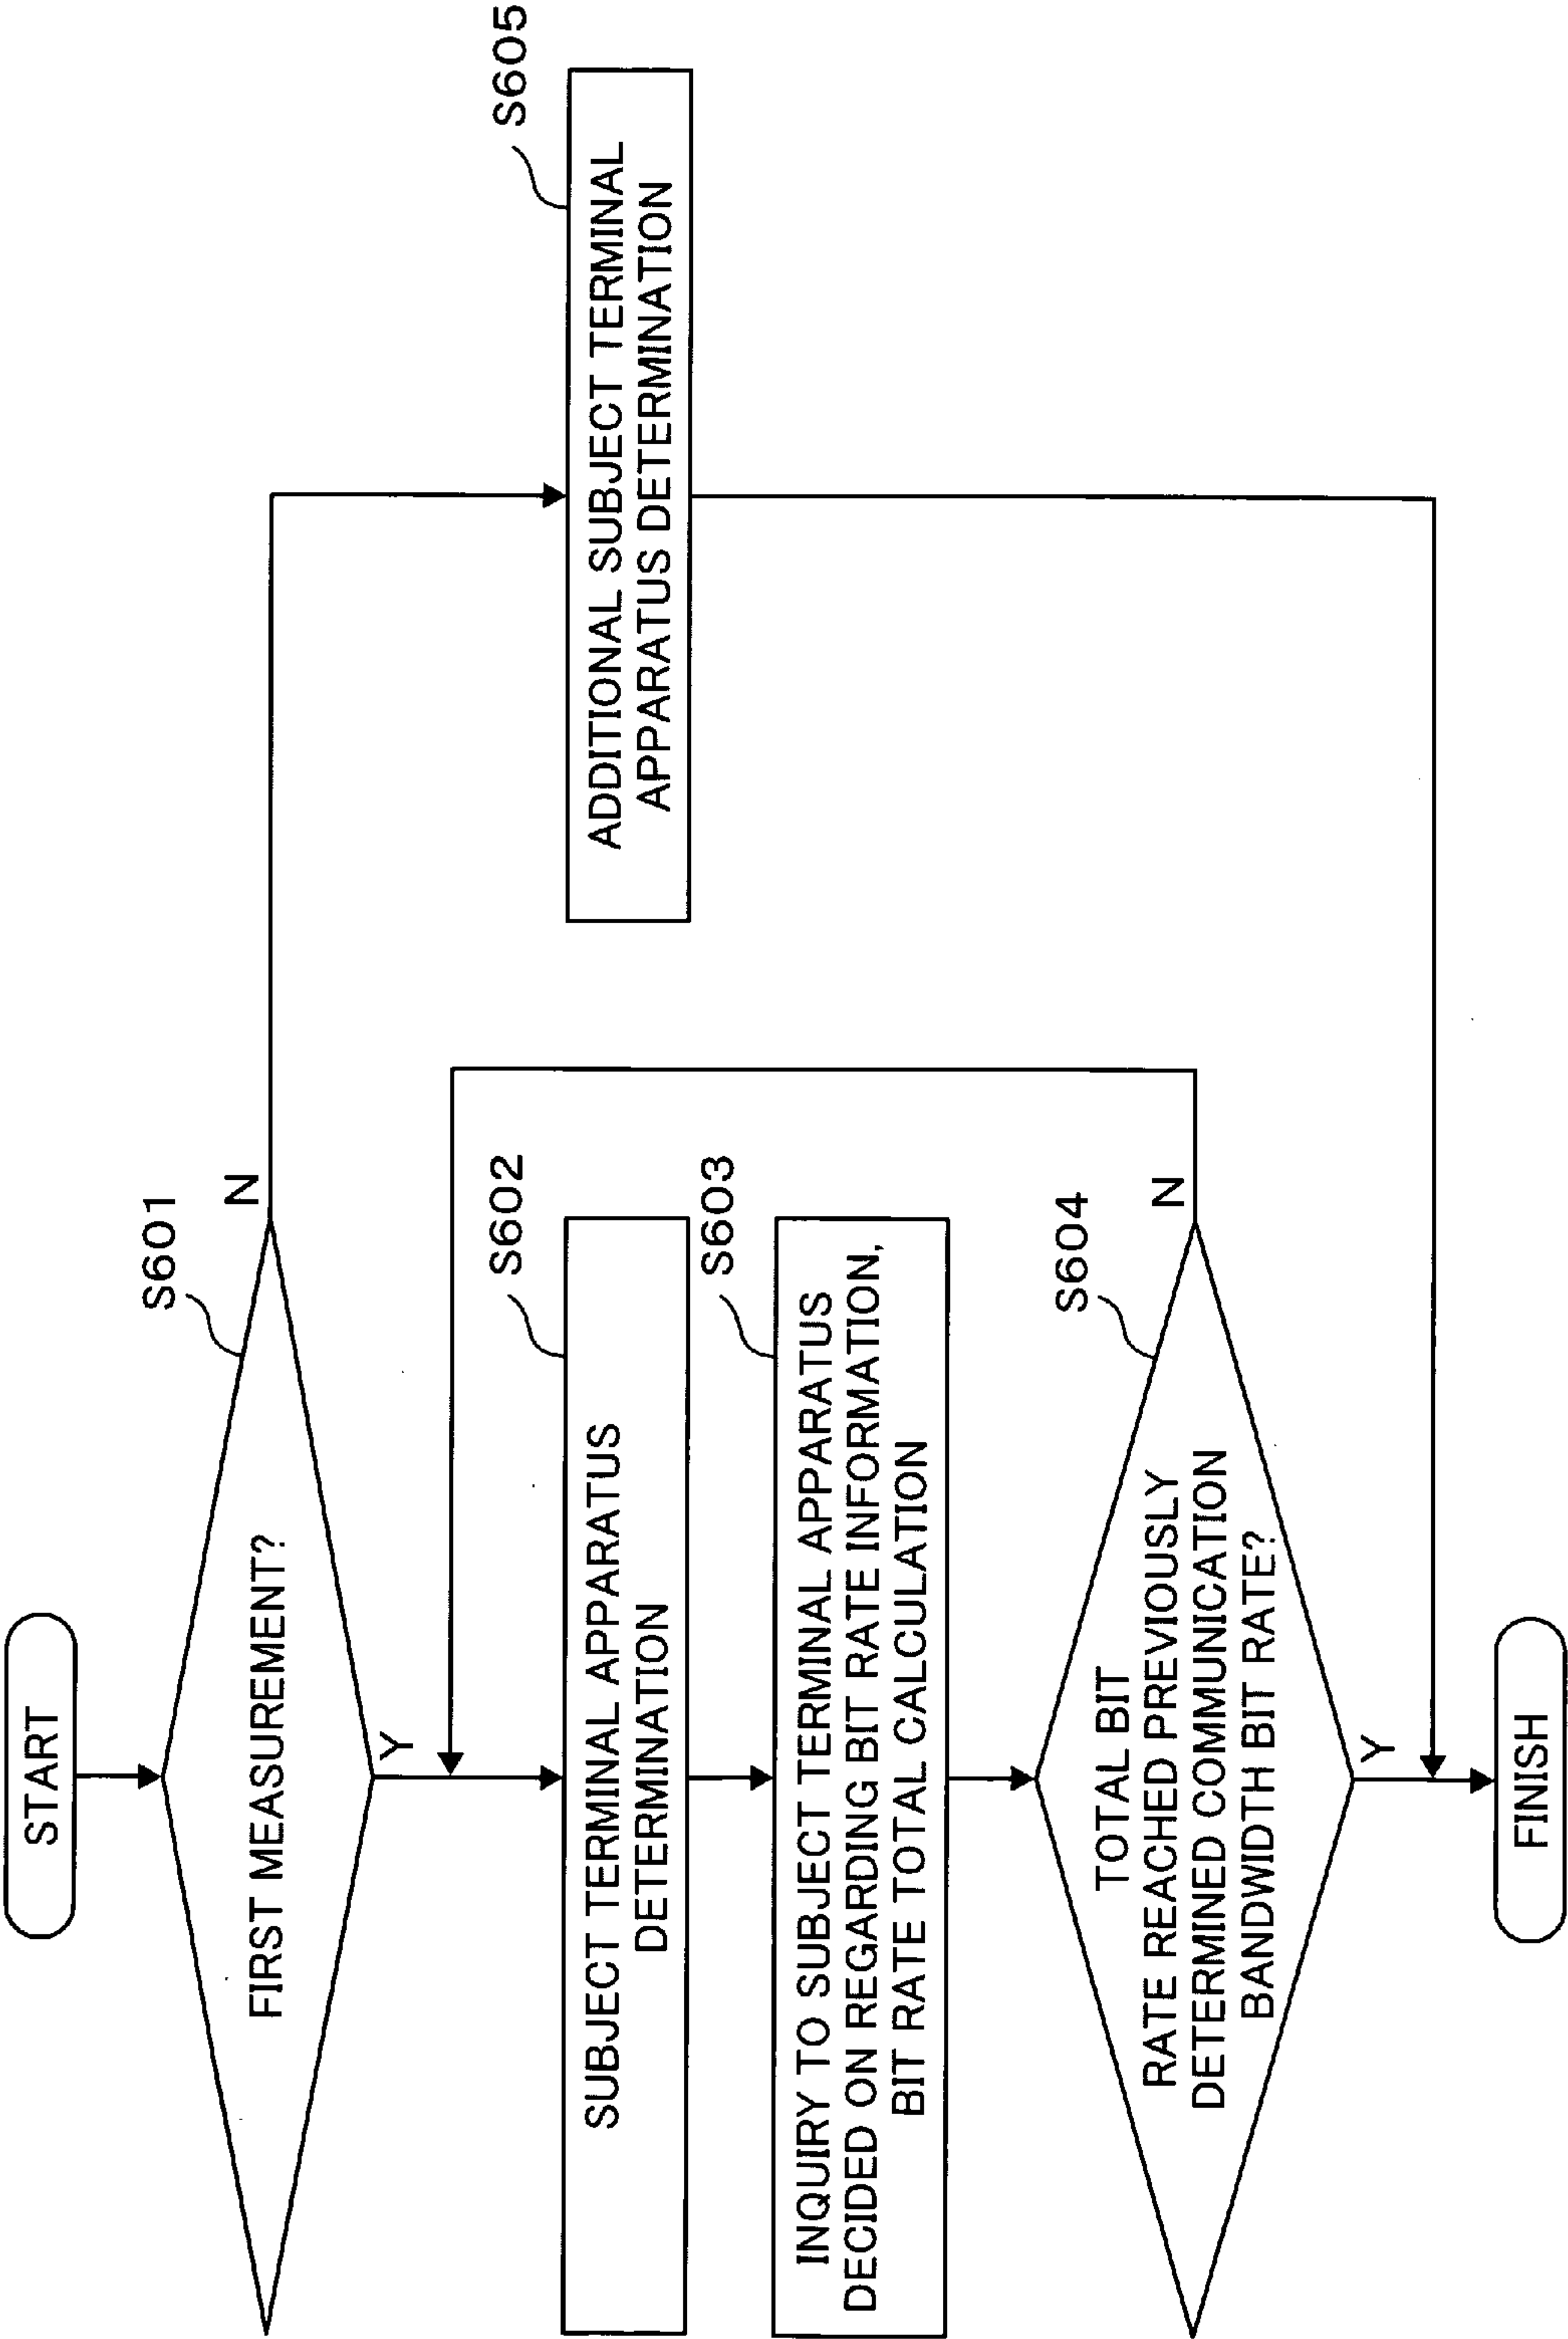 START
S601
FIRST MEASUREMENT?
N
Y
S602
SUBJECT TERMINAL APPARATUS
DETERMINATION
S603
INQUIRY TO SUBJECT TERMINAL APPARATUS
DECIDED ON REGARDING BIT RATE INFORMATION,
BIT RATE TOTAL CALCULATION
S604
TOTAL BIT
RATE REACHED PREVIOUSLY
DETERMINED COMMUNICATION
BANDWIDTH BIT RATE?
N
Y
S605
ADDITIONAL SUBJECT TERMINAL
APPARATUS DETERMINATION
FINISH